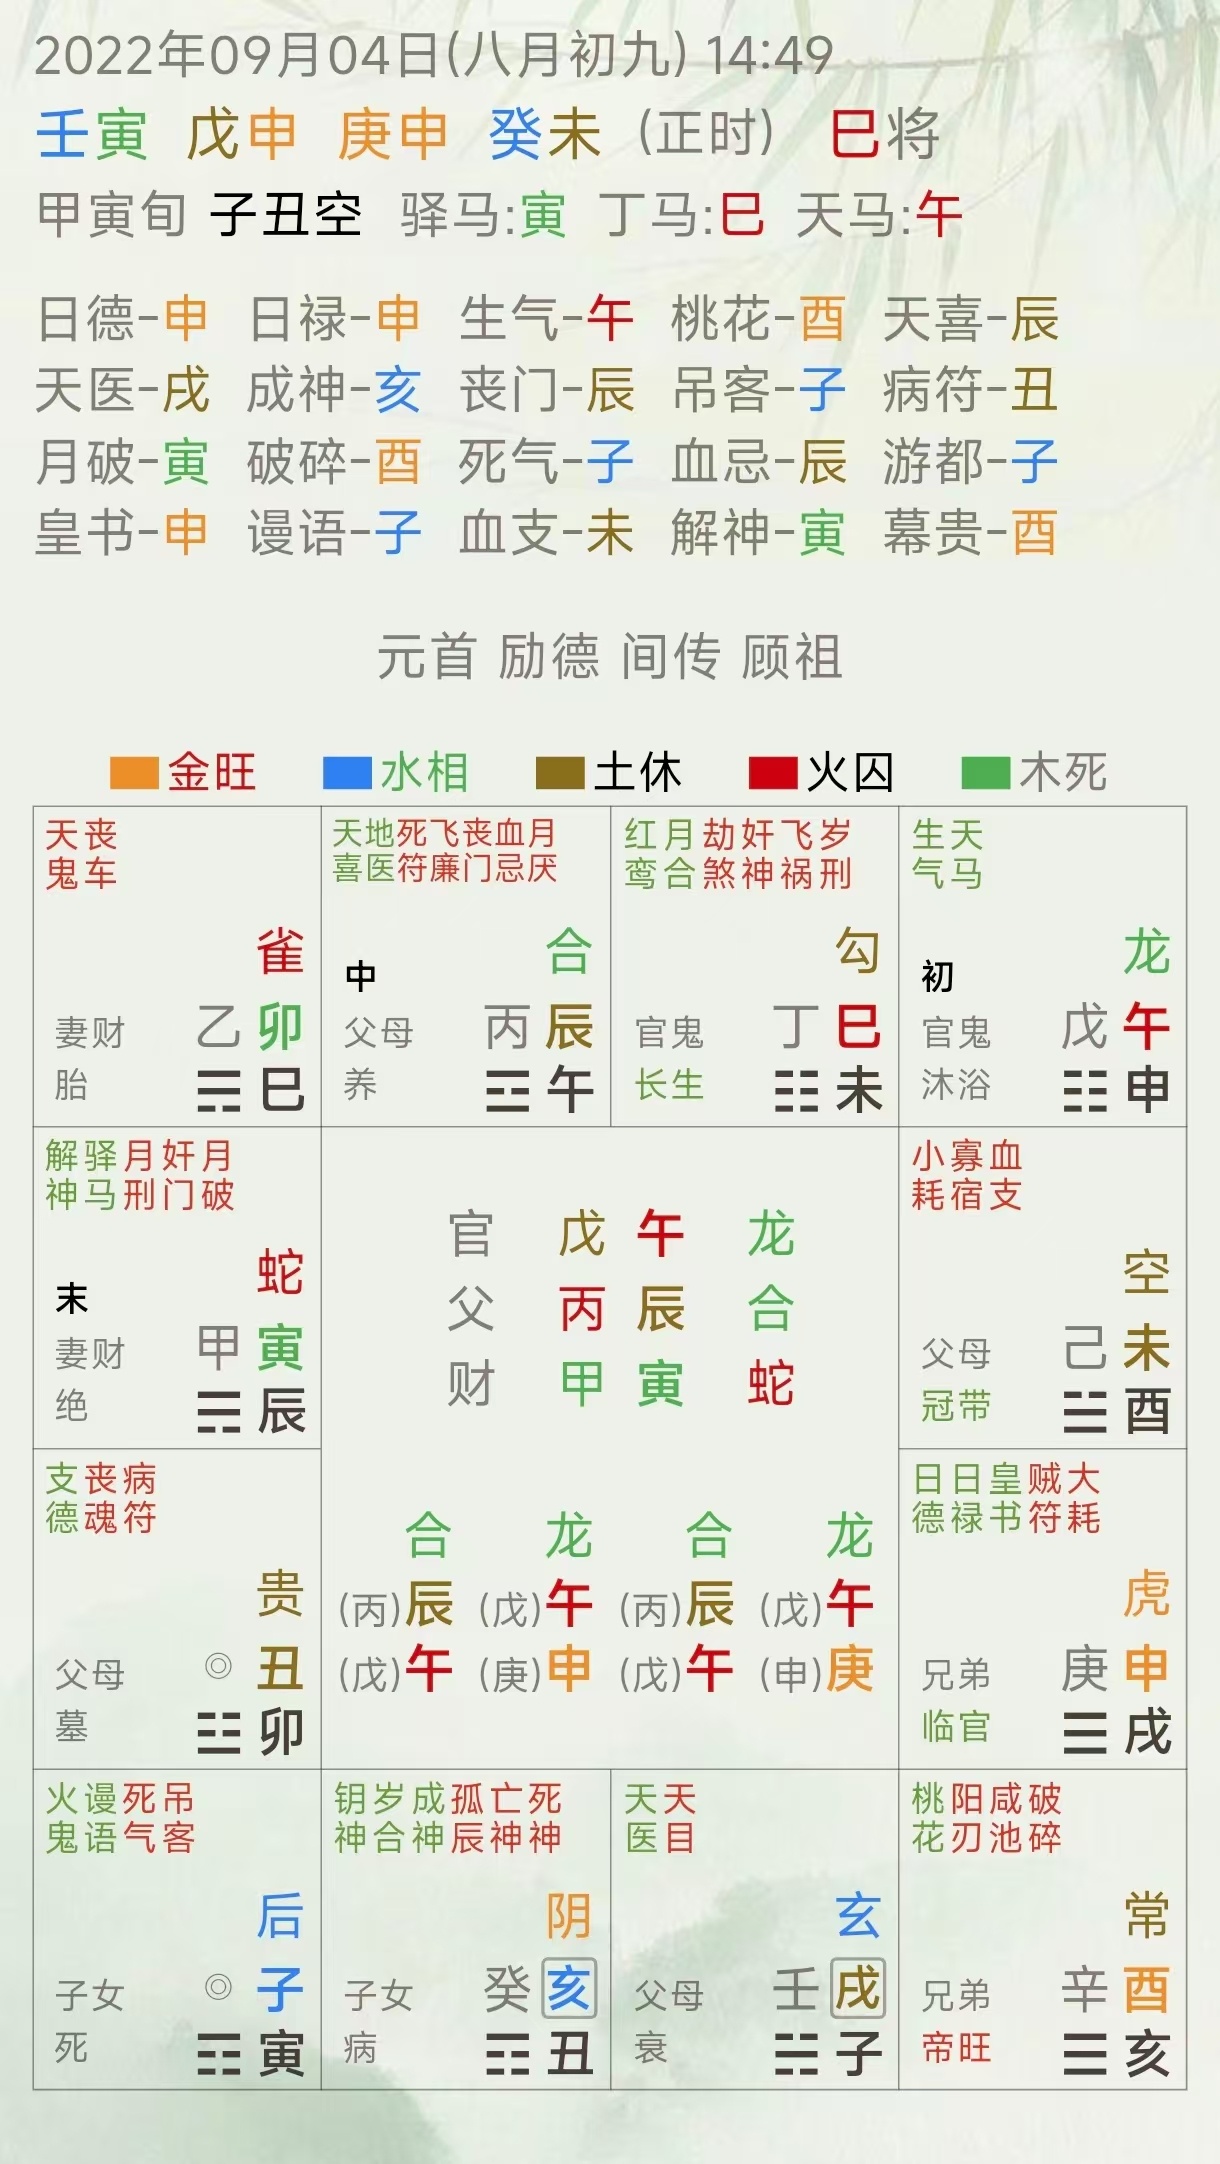 2022年09月04日(八月初九) 14:49
壬寅 戊申 庚申 癸未 (正时) 巳将
甲寅旬 子丑空 驿马:寅 丁马:巳 天马:午
日德-申 日禄-申 生气-午 桃花-酉 天喜-辰
天医-戌 成神-亥 丧门-辰 吊客-子 病符-丑
月破-寅 破碎-酉 死气-子 血忌-辰 游都-子
皇书-申 谩语-子 血支-未 解神-寅 幕贵-酉
元首 励德 间传 顾祖
金旺 水相 土休 火囚 木死
天丧
鬼车
雀
妻财 乙卯
胎 巳
天地死飞丧血月
喜医符廉门忌厌
合
中
父母 丙辰
养 午
红月劫奸飞岁
鸾合煞神祸刑
勾
官鬼 丁巳
长生 未
生天
气马
龙
初
官鬼 戊午
沐浴 申
解驿月奸月
神马刑门破
蛇
末
妻财 甲寅
绝 辰
官 戊午 龙
父 丙辰 合
财 甲寅 蛇
小寡血
耗宿支
空
父母 己未
冠带 酉
支丧病
德魂符
贵
父母 ◎ 丑
墓 卯
合 龙 合 龙
(丙)辰 (戊)午 (丙)辰 (戊)午
(戊)午 (庚)申 (戊)午 (申)庚
日日皇贼大
德禄书符耗
虎
兄弟 庚申
临官 戌
火谩死吊
鬼语气客
后
子女 ◎ 子
死 寅
钥岁成孤亡死
神合神辰神神
阴
子女 癸亥
病 丑
天天
医目
玄
父母 壬戌
衰 子
桃阳咸破
花刃池碎
常
兄弟 辛酉
帝旺 亥